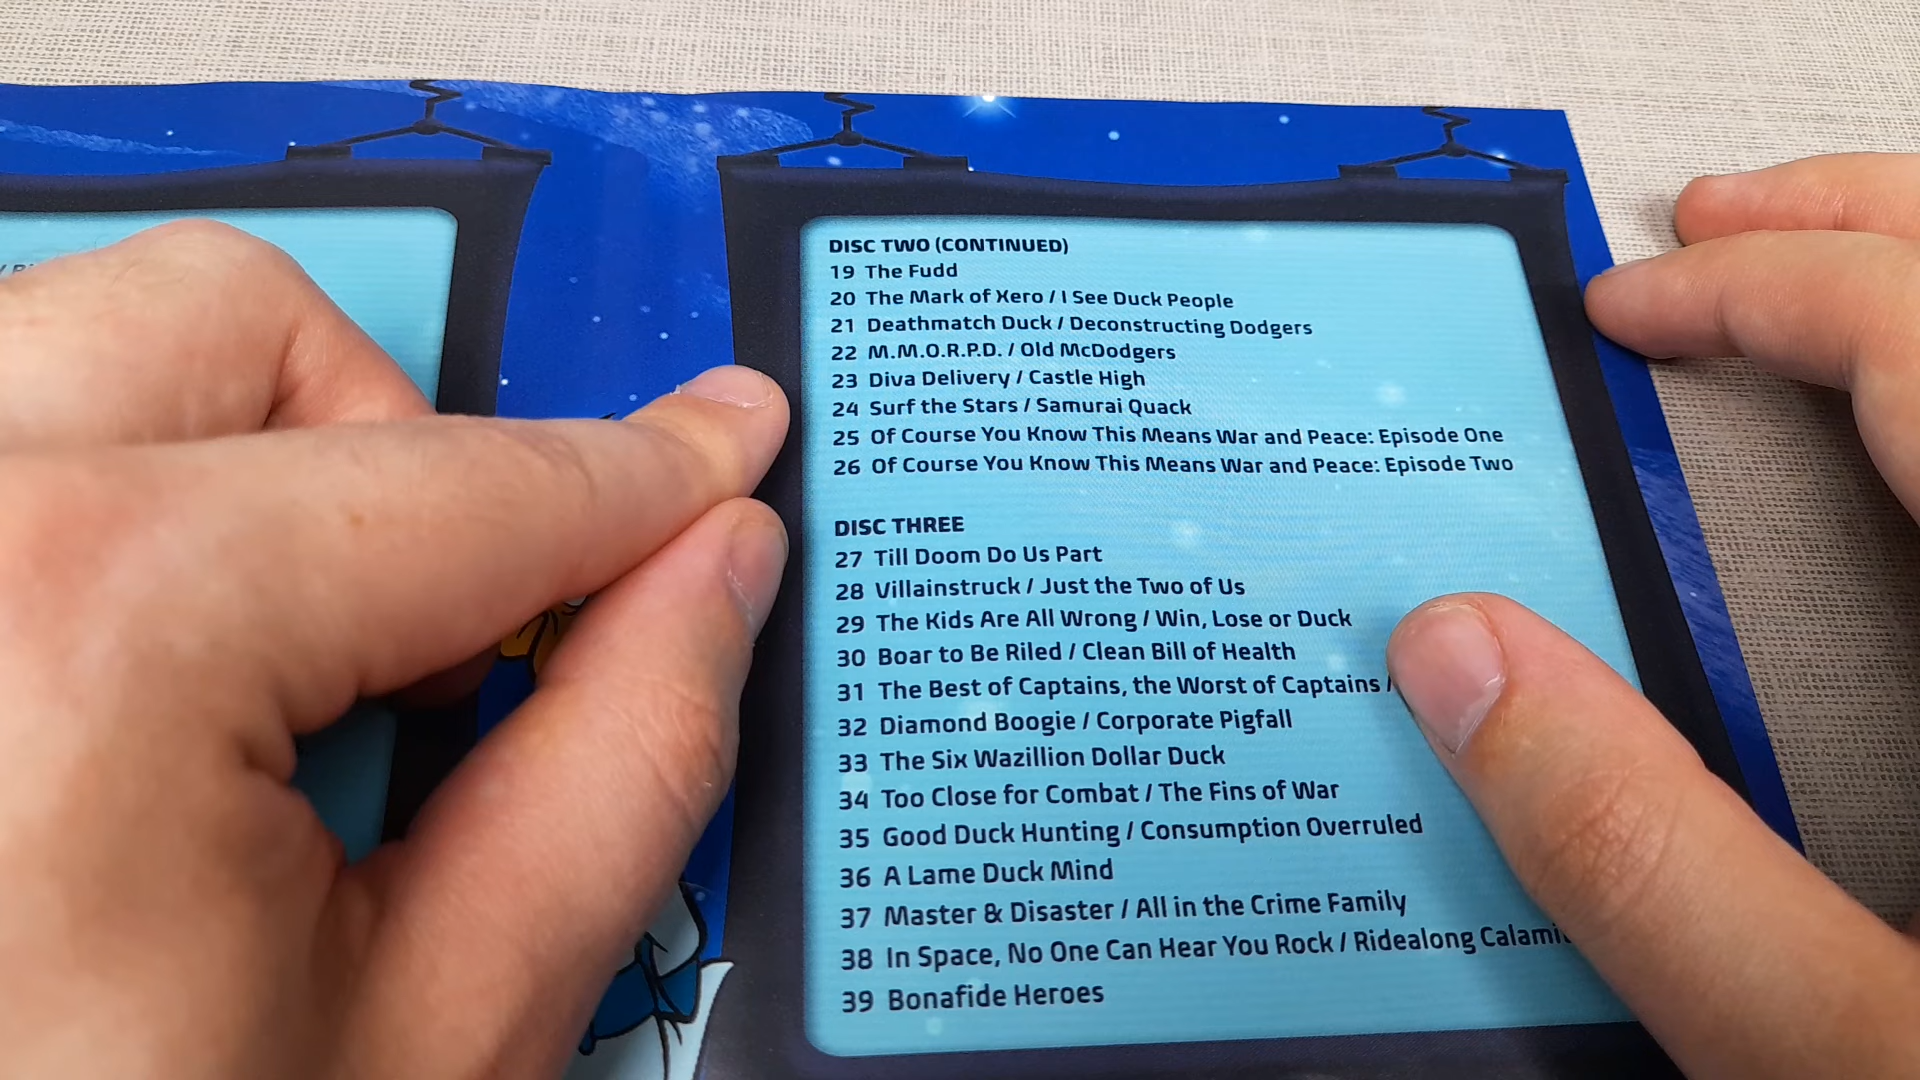 DISC TWO (CONTINUED)
19 The Fudd
20 The Mark of Xero / I See Duck People
21 Deathmatch Duck / Deconstructing Dodgers
22 M.M.O.R.P.D. / Old McDodgers
23 Diva Delivery / Castle High
24 Surf the Stars / Samurai Quack
25 Of Course You Know This Means War and Peace: Episode One
26 Of Course You Know This Means War and Peace: Episode Two
DISC THREE
27 Till Doom Do Us Part
28 Villainstruck / Just the Two of Us
29 The Kids Are All Wrong / Win, Lose or Duck
30 Boar to Be Riled / Clean Bill of Health
31 The Best of Captains, the Worst of Captains /
32 Diamond Boogie / Corporate Pigfall
33 The Six Wazillion Dollar Duck
34 Too Close for Combat / The Fins of War
35 Good Duck Hunting / Consumption Overruled
36 A Lame Duck Mind
37 Master & Disaster / All in the Crime Family
38 In Space, No One Can Hear You Rock / Ridealong
39 Bonafide Heroes